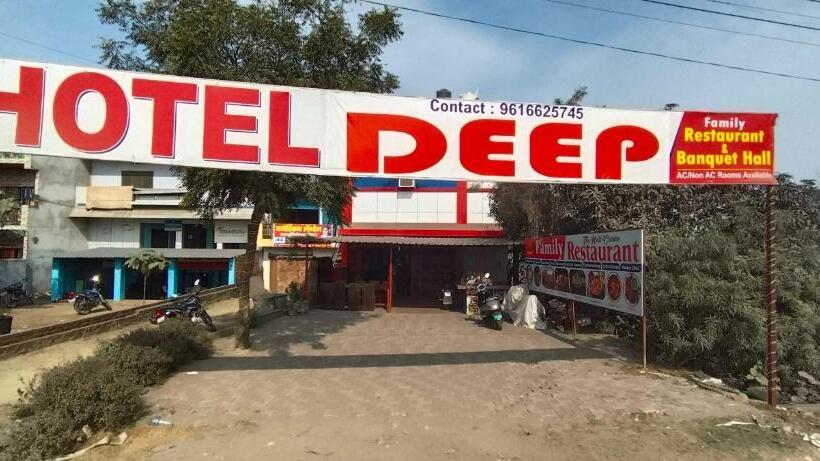 HOTEL DEEP
Contact : 9616625745
Family
Restaurant
&
Banquet Hall
AC/Non AC Rooms Available
Family Restaurant